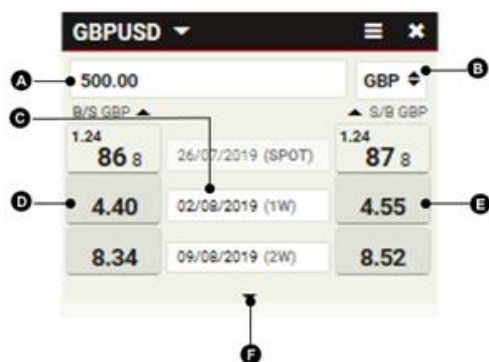 GBPUSD
A 500.00 GBP B
B/S GBP S/B GBP
C
1.24 86 8 26/07/2019 (SPOT) 1.24 87 8
D 4.40 02/08/2019 (1W) 4.55 E
8.34 09/08/2019 (2W) 8.52
F